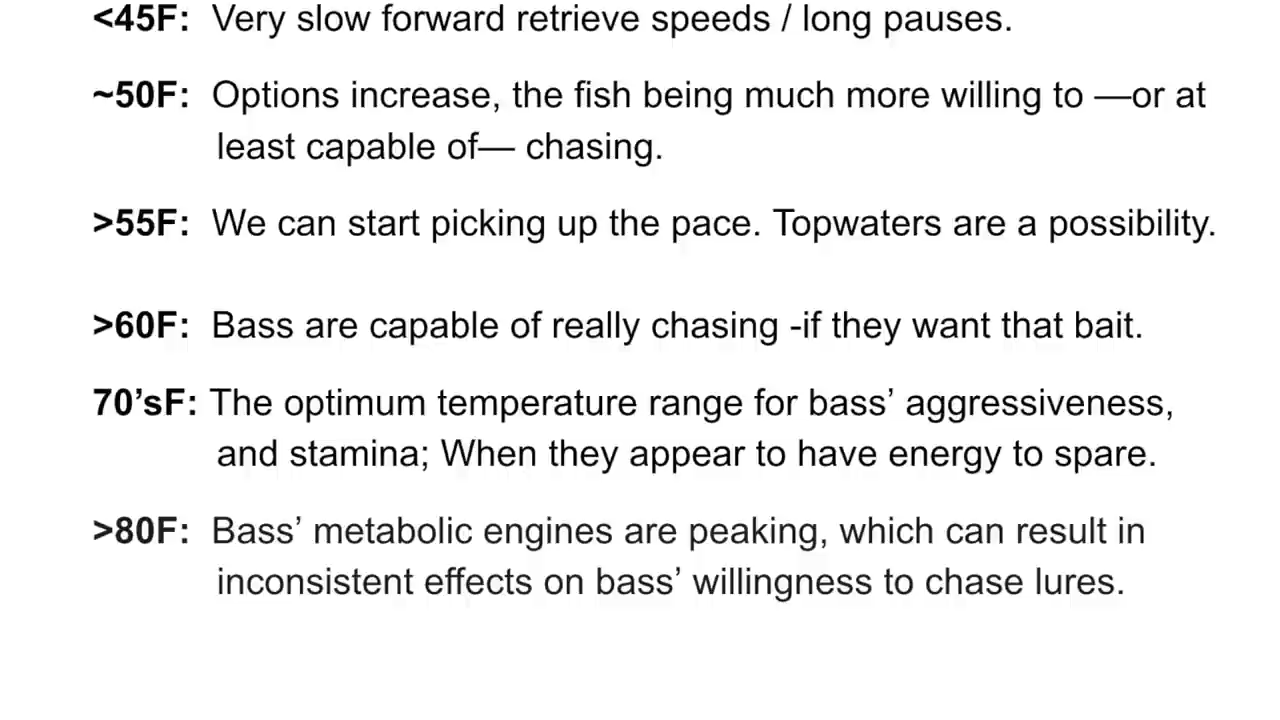 <45F: Very slow forward retrieve speeds / long pauses.
~50F: Options increase, the fish being much more willing to —or at
least capable of— chasing.
>55F: We can start picking up the pace. Topwaters are a possibility.
>60F: Bass are capable of really chasing -if they want that bait.
70’sF: The optimum temperature range for bass’ aggressiveness,
and stamina; When they appear to have energy to spare.
>80F: Bass’ metabolic engines are peaking, which can result in
inconsistent effects on bass’ willingness to chase lures.